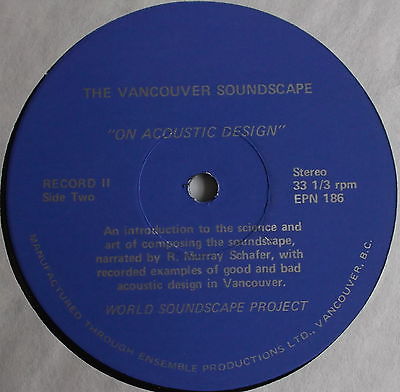 THE VANCOUVER SOUNDSCAPE
"ON ACOUSTIC DESIGN"
RECORD II
Side Two
Stereo
33 1/3 rpm
EPN 186
An introduction to the science and
art of composing the soundscape,
narrated by R. Murray Schafer, with
recorded examples of good and bad
acoustic design in Vancouver.
WORLD SOUNDSCAPE PROJECT
MANUFACTURED THROUGH ENSEMBLE PRODUCTIONS LTD., VANCOUVER, B.C.